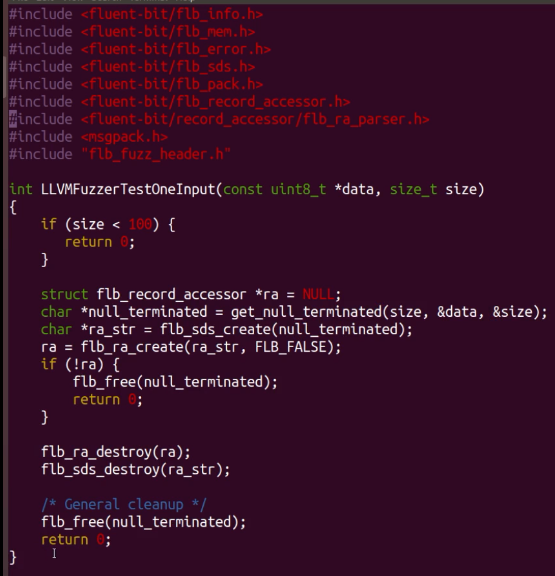 #include <fluent-bit/flb_info.h>
#include <fluent-bit/flb_mem.h>
#include <fluent-bit/flb_error.h>
#include <fluent-bit/flb_sds.h>
#include <fluent-bit/flb_pack.h>
#include <fluent-bit/flb_record_accessor.h>
#include <fluent-bit/record_accessor/flb_ra_parser.h>
#include <msgpack.h>
#include "flb_fuzz_header.h"

int LLVMFuzzerTestOneInput(const uint8_t *data, size_t size)
{
    if (size < 100) {
       return 0;
    }

    struct flb_record_accessor *ra = NULL;
    char *null_terminated = get_null_terminated(size, &data, &size);
    char *ra_str = flb_sds_create(null_terminated);
    ra = flb_ra_create(ra_str, FLB_FALSE);
    if (!ra) {
        flb_free(null_terminated);
        return 0;
    }

    flb_ra_destroy(ra);
    flb_sds_destroy(ra_str);

    /* General cleanup */
    flb_free(null_terminated);
    return 0;
}